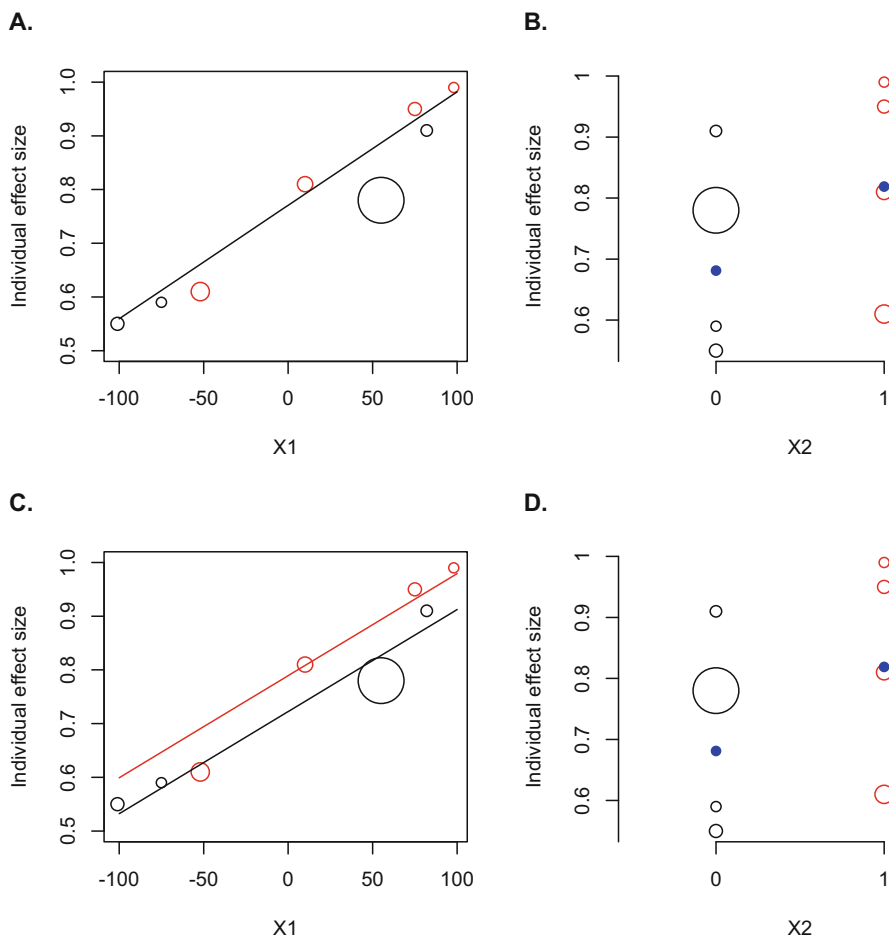 A.
Individual effect size
0.5 0.6 0.7 0.8 0.9 1.0
-100 -50 0 50 100
X1
B.
Individual effect size
0.6 0.7 0.8 0.9 1
0 1
X2
C.
Individual effect size
0.5 0.6 0.7 0.8 0.9 1.0
-100 -50 0 50 100
X1
D.
Individual effect size
0.6 0.7 0.8 0.9 1
0 1
X2